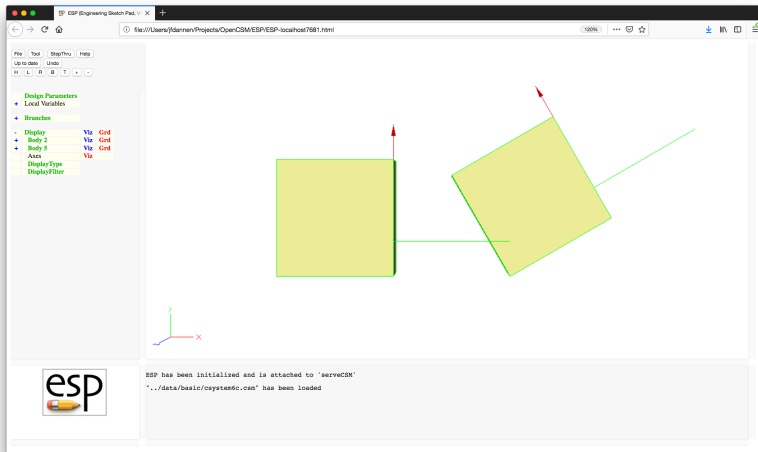 ESP (Engineering Sketch Pad, V
file:///Users/jfdannen/Projects/OpenCSM/ESP/ESP-localhost7681.html
120%
File Tool StepThru Help
Up to date Undo
H L R B T + -
Design Parameters
+ Local Variables
+ Branches
- Display Viz Grd
+ Body 2 Viz Grd
+ Body 5 Viz Grd
Axes Viz
DisplayType
DisplayFilter
y
x
esp
ESP has been initialized and is attached to 'serveCSM'
"../data/basic/csystem6c.csm" has been loaded